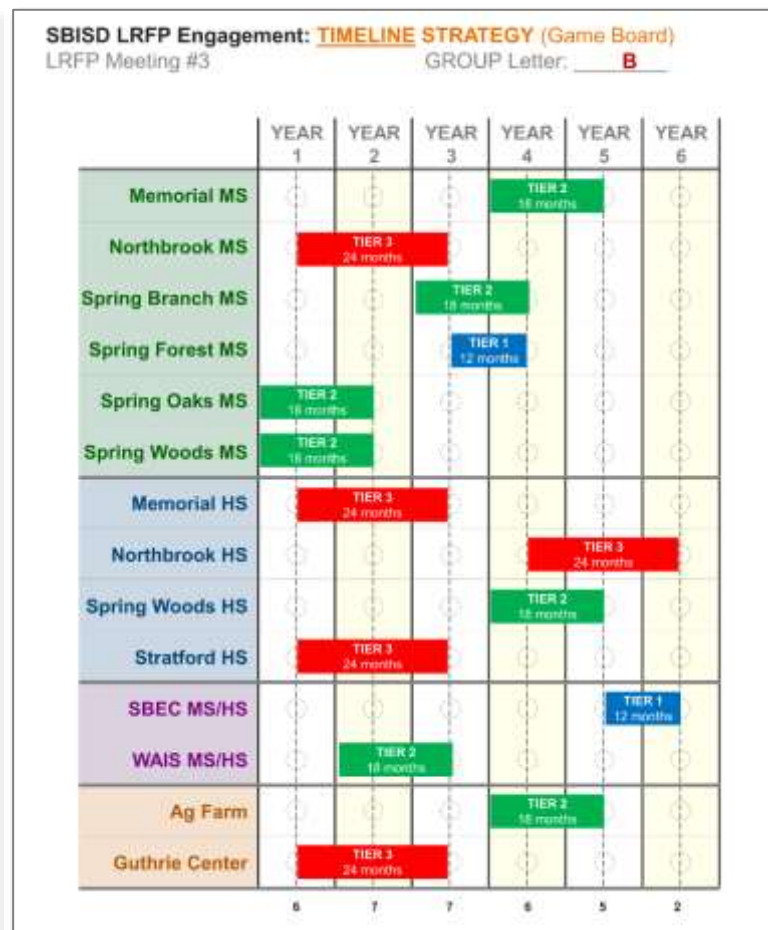 SBISD LRFP Engagement: TIMELINE STRATEGY (Game Board)
LRFP Meeting #3 GROUP Letter: B
YEAR 1 YEAR 2 YEAR 3 YEAR 4 YEAR 5 YEAR 6
Memorial MS TIER 2 18 months
Northbrook MS TIER 3 24 months
Spring Branch MS TIER 2 18 months
Spring Forest MS TIER 1 12 months
Spring Oaks MS TIER 2 18 months
Spring Woods MS TIER 2 18 months
Memorial HS TIER 3 24 months
Northbrook HS TIER 3 24 months
Spring Woods HS TIER 2 18 months
Stratford HS TIER 3 24 months
SBEC MS/HS TIER 1 12 months
WAIS MS/HS TIER 2 18 months
Ag Farm TIER 2 18 months
Guthrie Center TIER 3 24 months
6 7 7 6 5 2